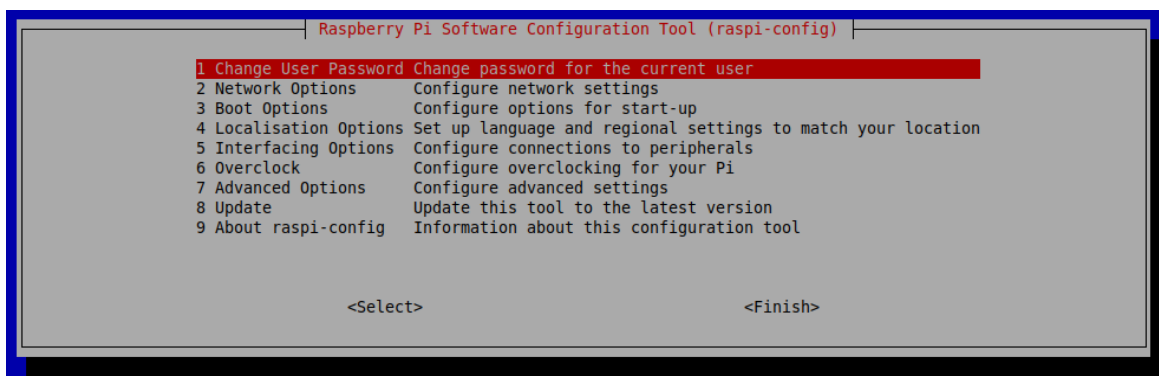 Raspberry Pi Software Configuration Tool (raspi-config)
1 Change User Password Change password for the current user
2 Network Options Configure network settings
3 Boot Options Configure options for start-up
4 Localisation Options Set up language and regional settings to match your location
5 Interfacing Options Configure connections to peripherals
6 Overclock Configure overclocking for your Pi
7 Advanced Options Configure advanced settings
8 Update Update this tool to the latest version
9 About raspi-config Information about this configuration tool
<Select> <Finish>